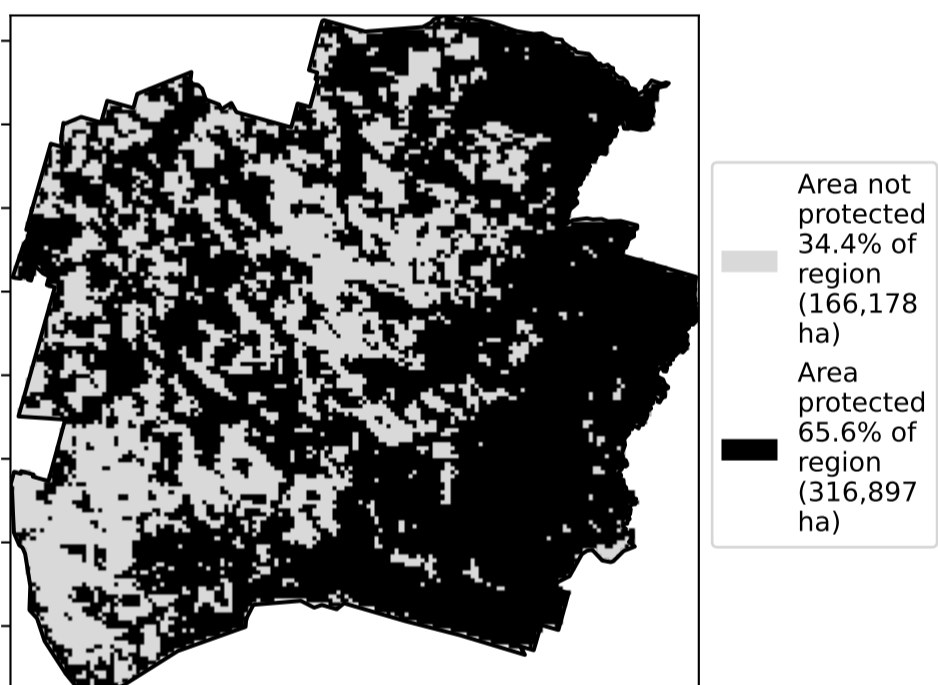 Area not
protected
34.4% of
region
(166,178
ha)
Area
protected
65.6% of
region
(316,897
ha)